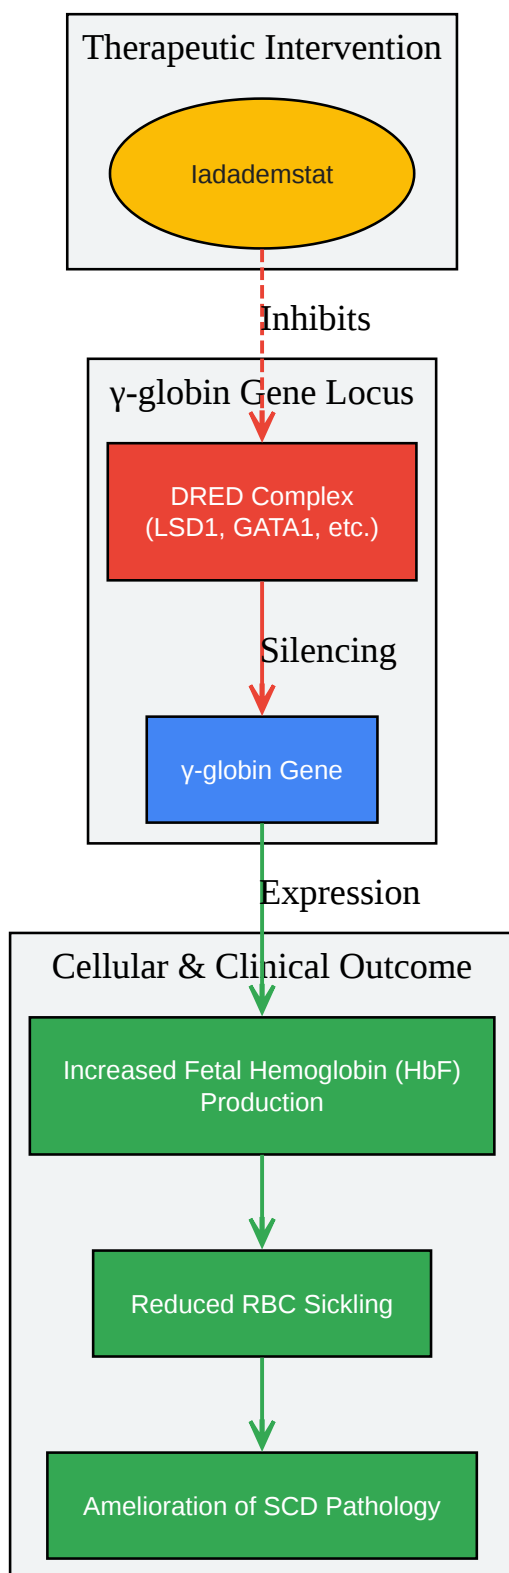 Therapeutic Intervention
Iadademstat
Inhibits
γ-globin Gene Locus
DRED Complex
(LSD1, GATA1, etc.)
Silencing
γ-globin Gene
Expression
Cellular & Clinical Outcome
Increased Fetal Hemoglobin (HbF)
Production
Reduced RBC Sickling
Amelioration of SCD Pathology